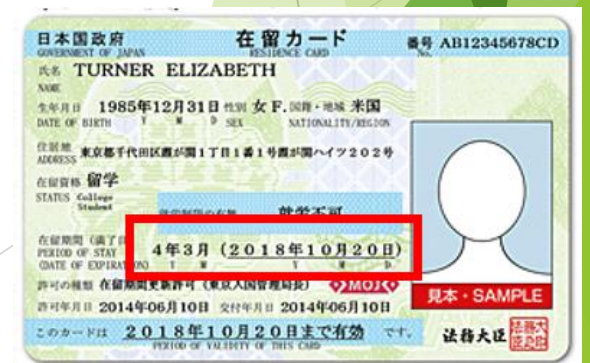 日本国政府 在留カード 番号 AB12345678CD
GOVERNMENT OF JAPAN RESIDENCE CARD No.
氏名 TURNER ELIZABETH
NAME
生年月日 1985年12月31日 性別 女 F. 国籍・地域 米国
DATE OF BIRTH Y M D SEX NATIONALITY/REGION
住居地 東京都千代田区霞が関1丁目1番1号霞が関ハイツ202号
ADDRESS
在留資格 留学
STATUS College Student
就労制限の有無 就労不可
在留期間（満了日）
PERIOD OF STAY 4年3月（2018年10月20日）
(DATE OF EXPIRATION) Y M Y M D
許可の種類 在留期間更新許可（東京入国管理局長） MOJ
見本・SAMPLE
許可年月日 2014年06月10日 交付年月日 2014年06月10日
このカードは 2018年10月20日まで有効 です。 法務大臣
PERIOD OF VALIDITY OF THIS CARD